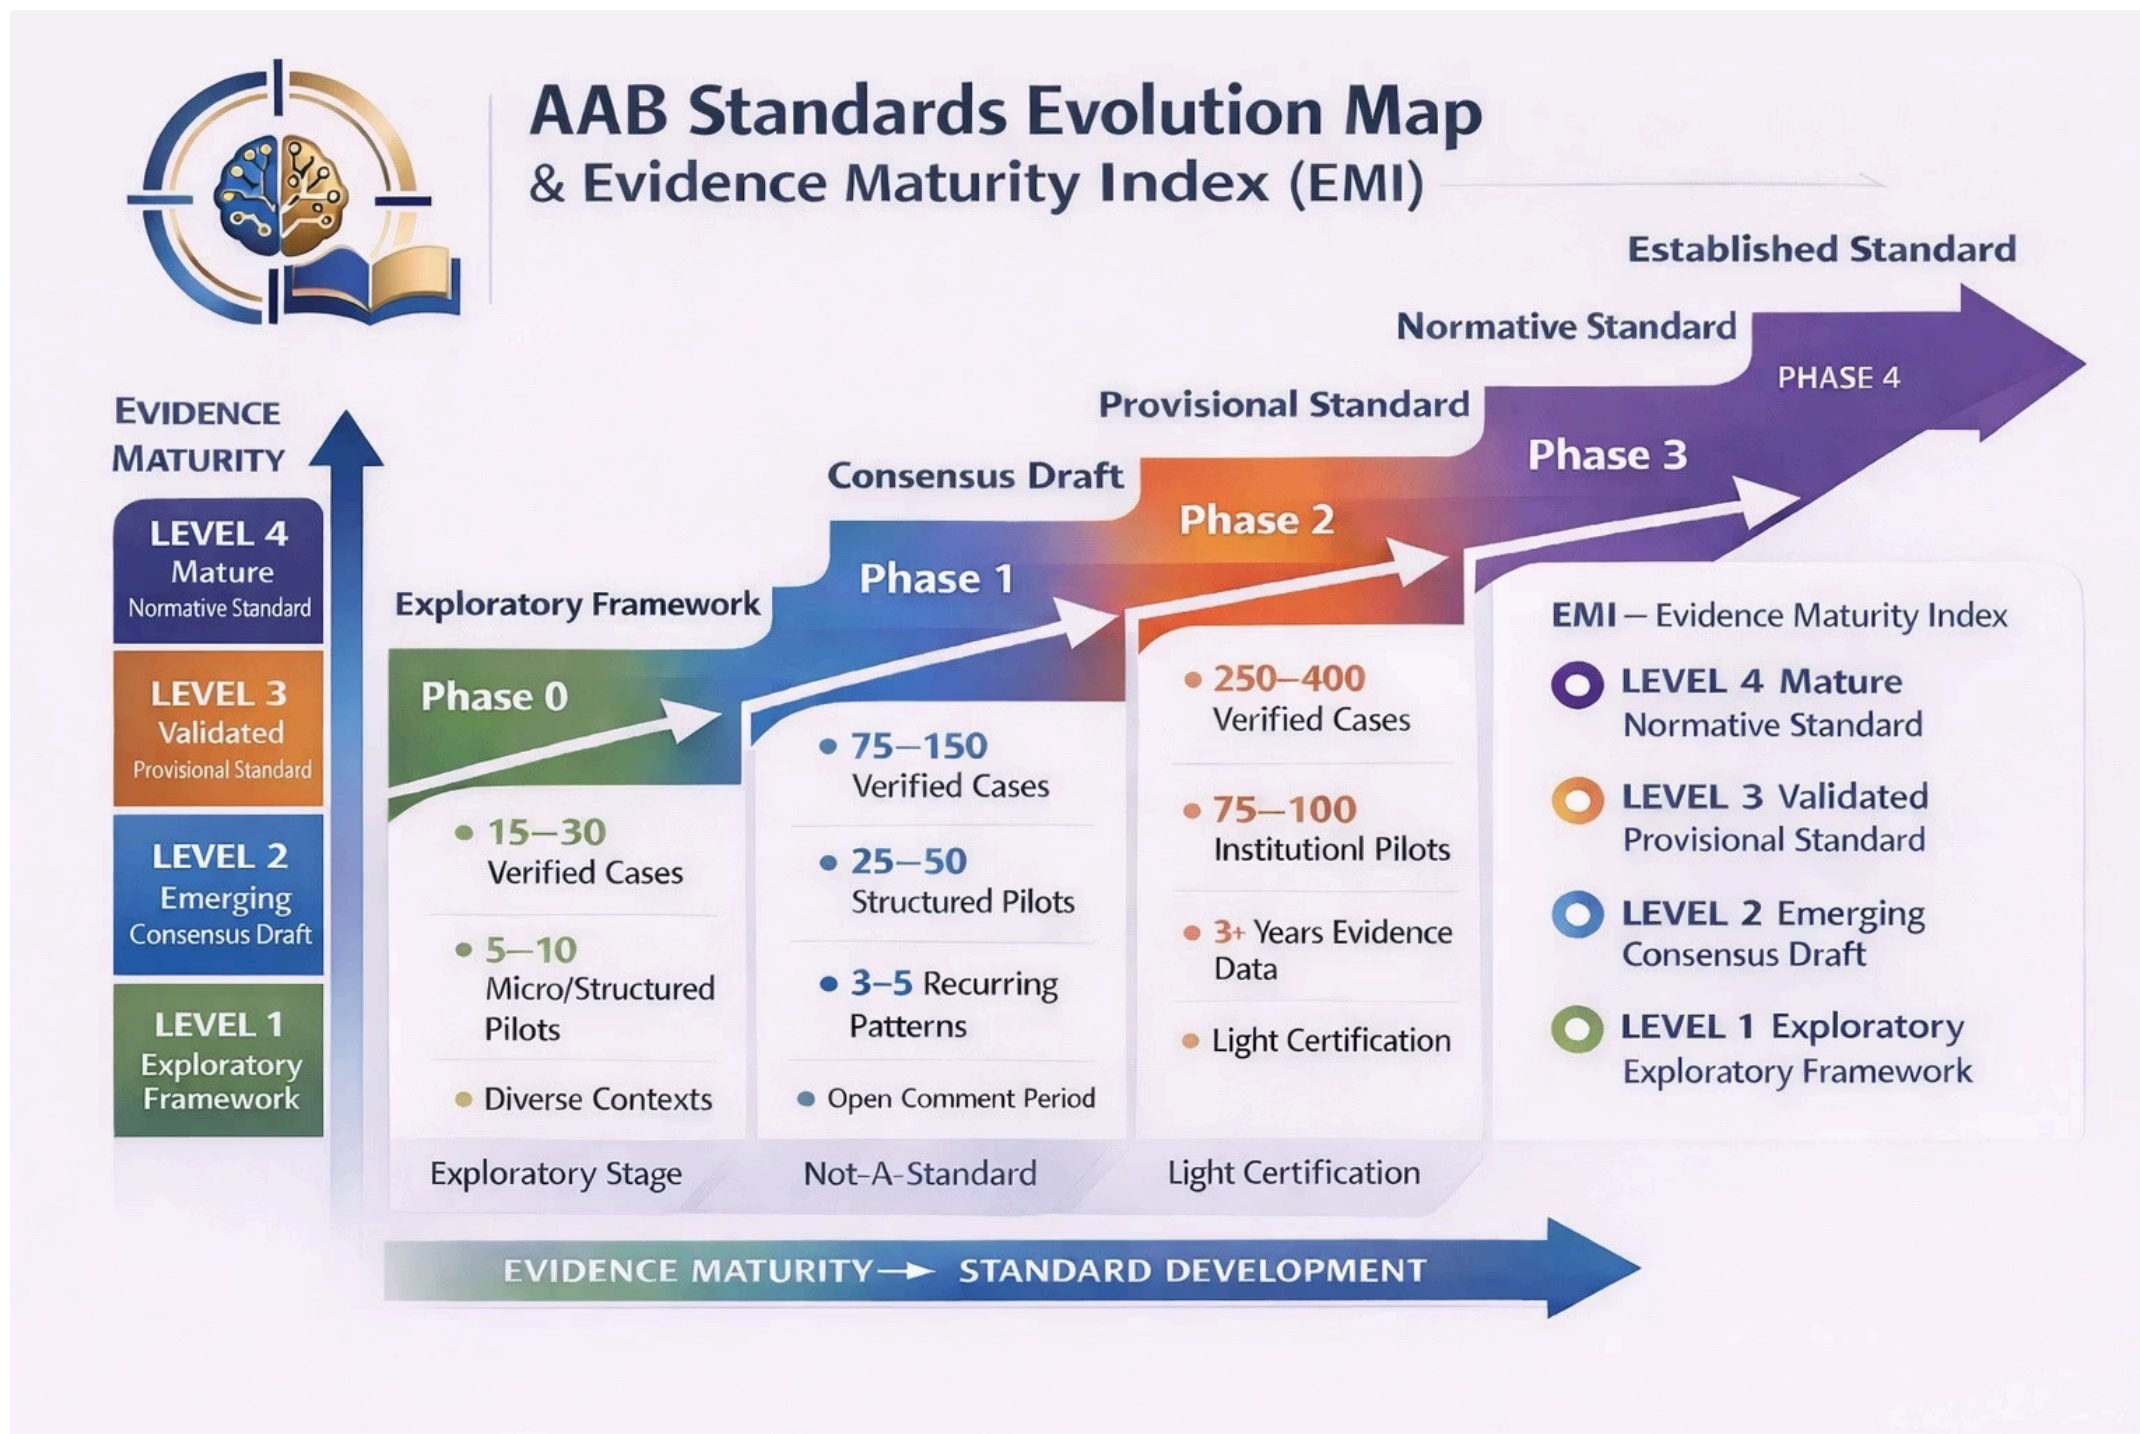 AAB Standards Evolution Map
& Evidence Maturity Index (EMI)
Established Standard
Normative Standard
PHASE 4
Provisional Standard
Phase 3
Consensus Draft
Phase 2
Exploratory Framework
Phase 1
Phase 0
EVIDENCE
MATURITY
LEVEL 4
Mature
Normative Standard
LEVEL 3
Validated
Provisional Standard
LEVEL 2
Emerging
Consensus Draft
LEVEL 1
Exploratory
Framework
15–30
Verified Cases
5–10
Micro/Structured
Pilots
Diverse Contexts
Exploratory Stage
75–150
Verified Cases
25–50
Structured Pilots
3–5 Recurring
Patterns
Open Comment Period
Not-A-Standard
250–400
Verified Cases
75–100
Institutionl Pilots
3+ Years Evidence
Data
Light Certification
Light Certification
EMI – Evidence Maturity Index
LEVEL 4 Mature
Normative Standard
LEVEL 3 Validated
Provisional Standard
LEVEL 2 Emerging
Consensus Draft
LEVEL 1 Exploratory
Exploratory Framework
EVIDENCE MATURITY → STANDARD DEVELOPMENT